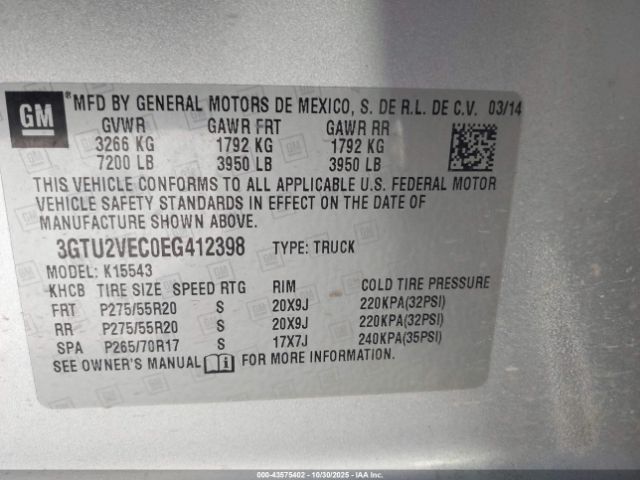 GM ® MFD BY GENERAL MOTORS DE MEXICO, S. DE R.L. DE C.V. 03/14
GVWR GAWR FRT GAWR RR
3266 KG 1792 KG 1792 KG
7200 LB 3950 LB 3950 LB
THIS VEHICLE CONFORMS TO ALL APPLICABLE U.S. FEDERAL MOTOR
VEHICLE SAFETY STANDARDS IN EFFECT ON THE DATE OF
MANUFACTURE SHOWN ABOVE.
3GTU2VEC0EG412398 TYPE: TRUCK
MODEL: K15543
KHCB TIRE SIZE SPEED RTG RIM COLD TIRE PRESSURE
FRT P275/55R20 S 20X9J 220KPA(32PSI)
RR P275/55R20 S 20X9J 220KPA(32PSI)
SPA P265/70R17 S 17X7J 240KPA(35PSI)
SEE OWNER'S MANUAL FOR MORE INFORMATION.
000-43575402 - 10/30/2025 - IAAI.com